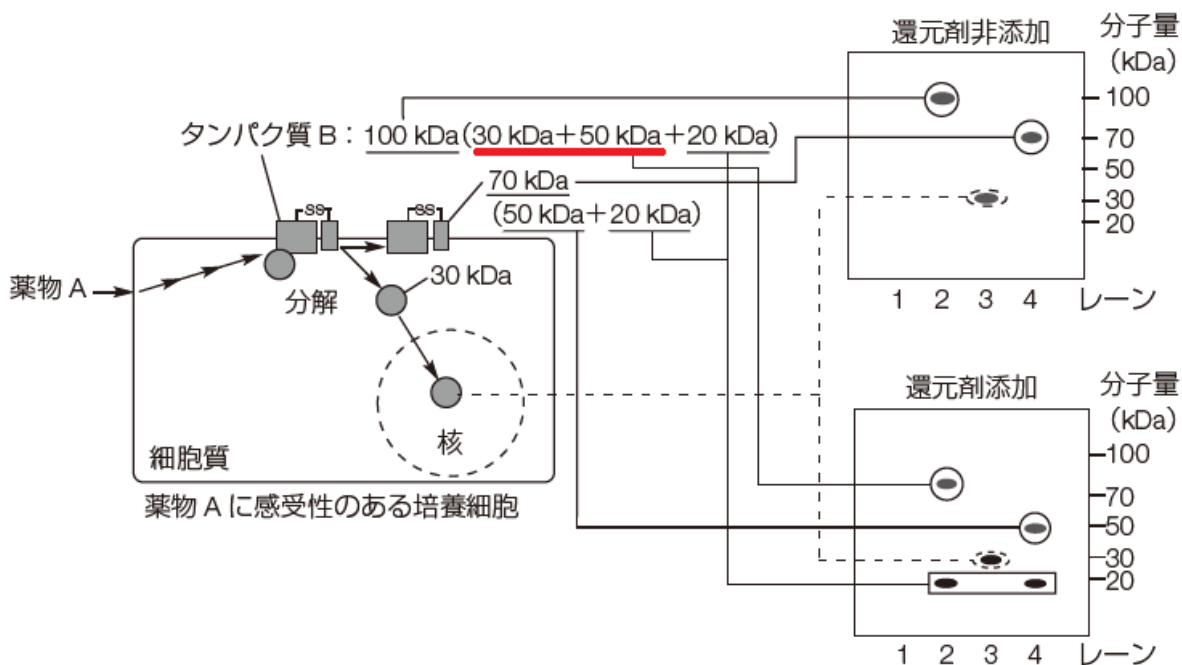 還元剤非添加
分子量
(kDa)
100
70
50
30
20
1 2 3 4 レーン
タンパク質 B：100 kDa(30 kDa＋50 kDa＋20 kDa)
70 kDa
(50 kDa＋20 kDa)
SS
SS
薬物 A
分解
30 kDa
核
細胞質
薬物 A に感受性のある培養細胞
還元剤添加
分子量
(kDa)
100
70
50
30
20
1 2 3 4 レーン